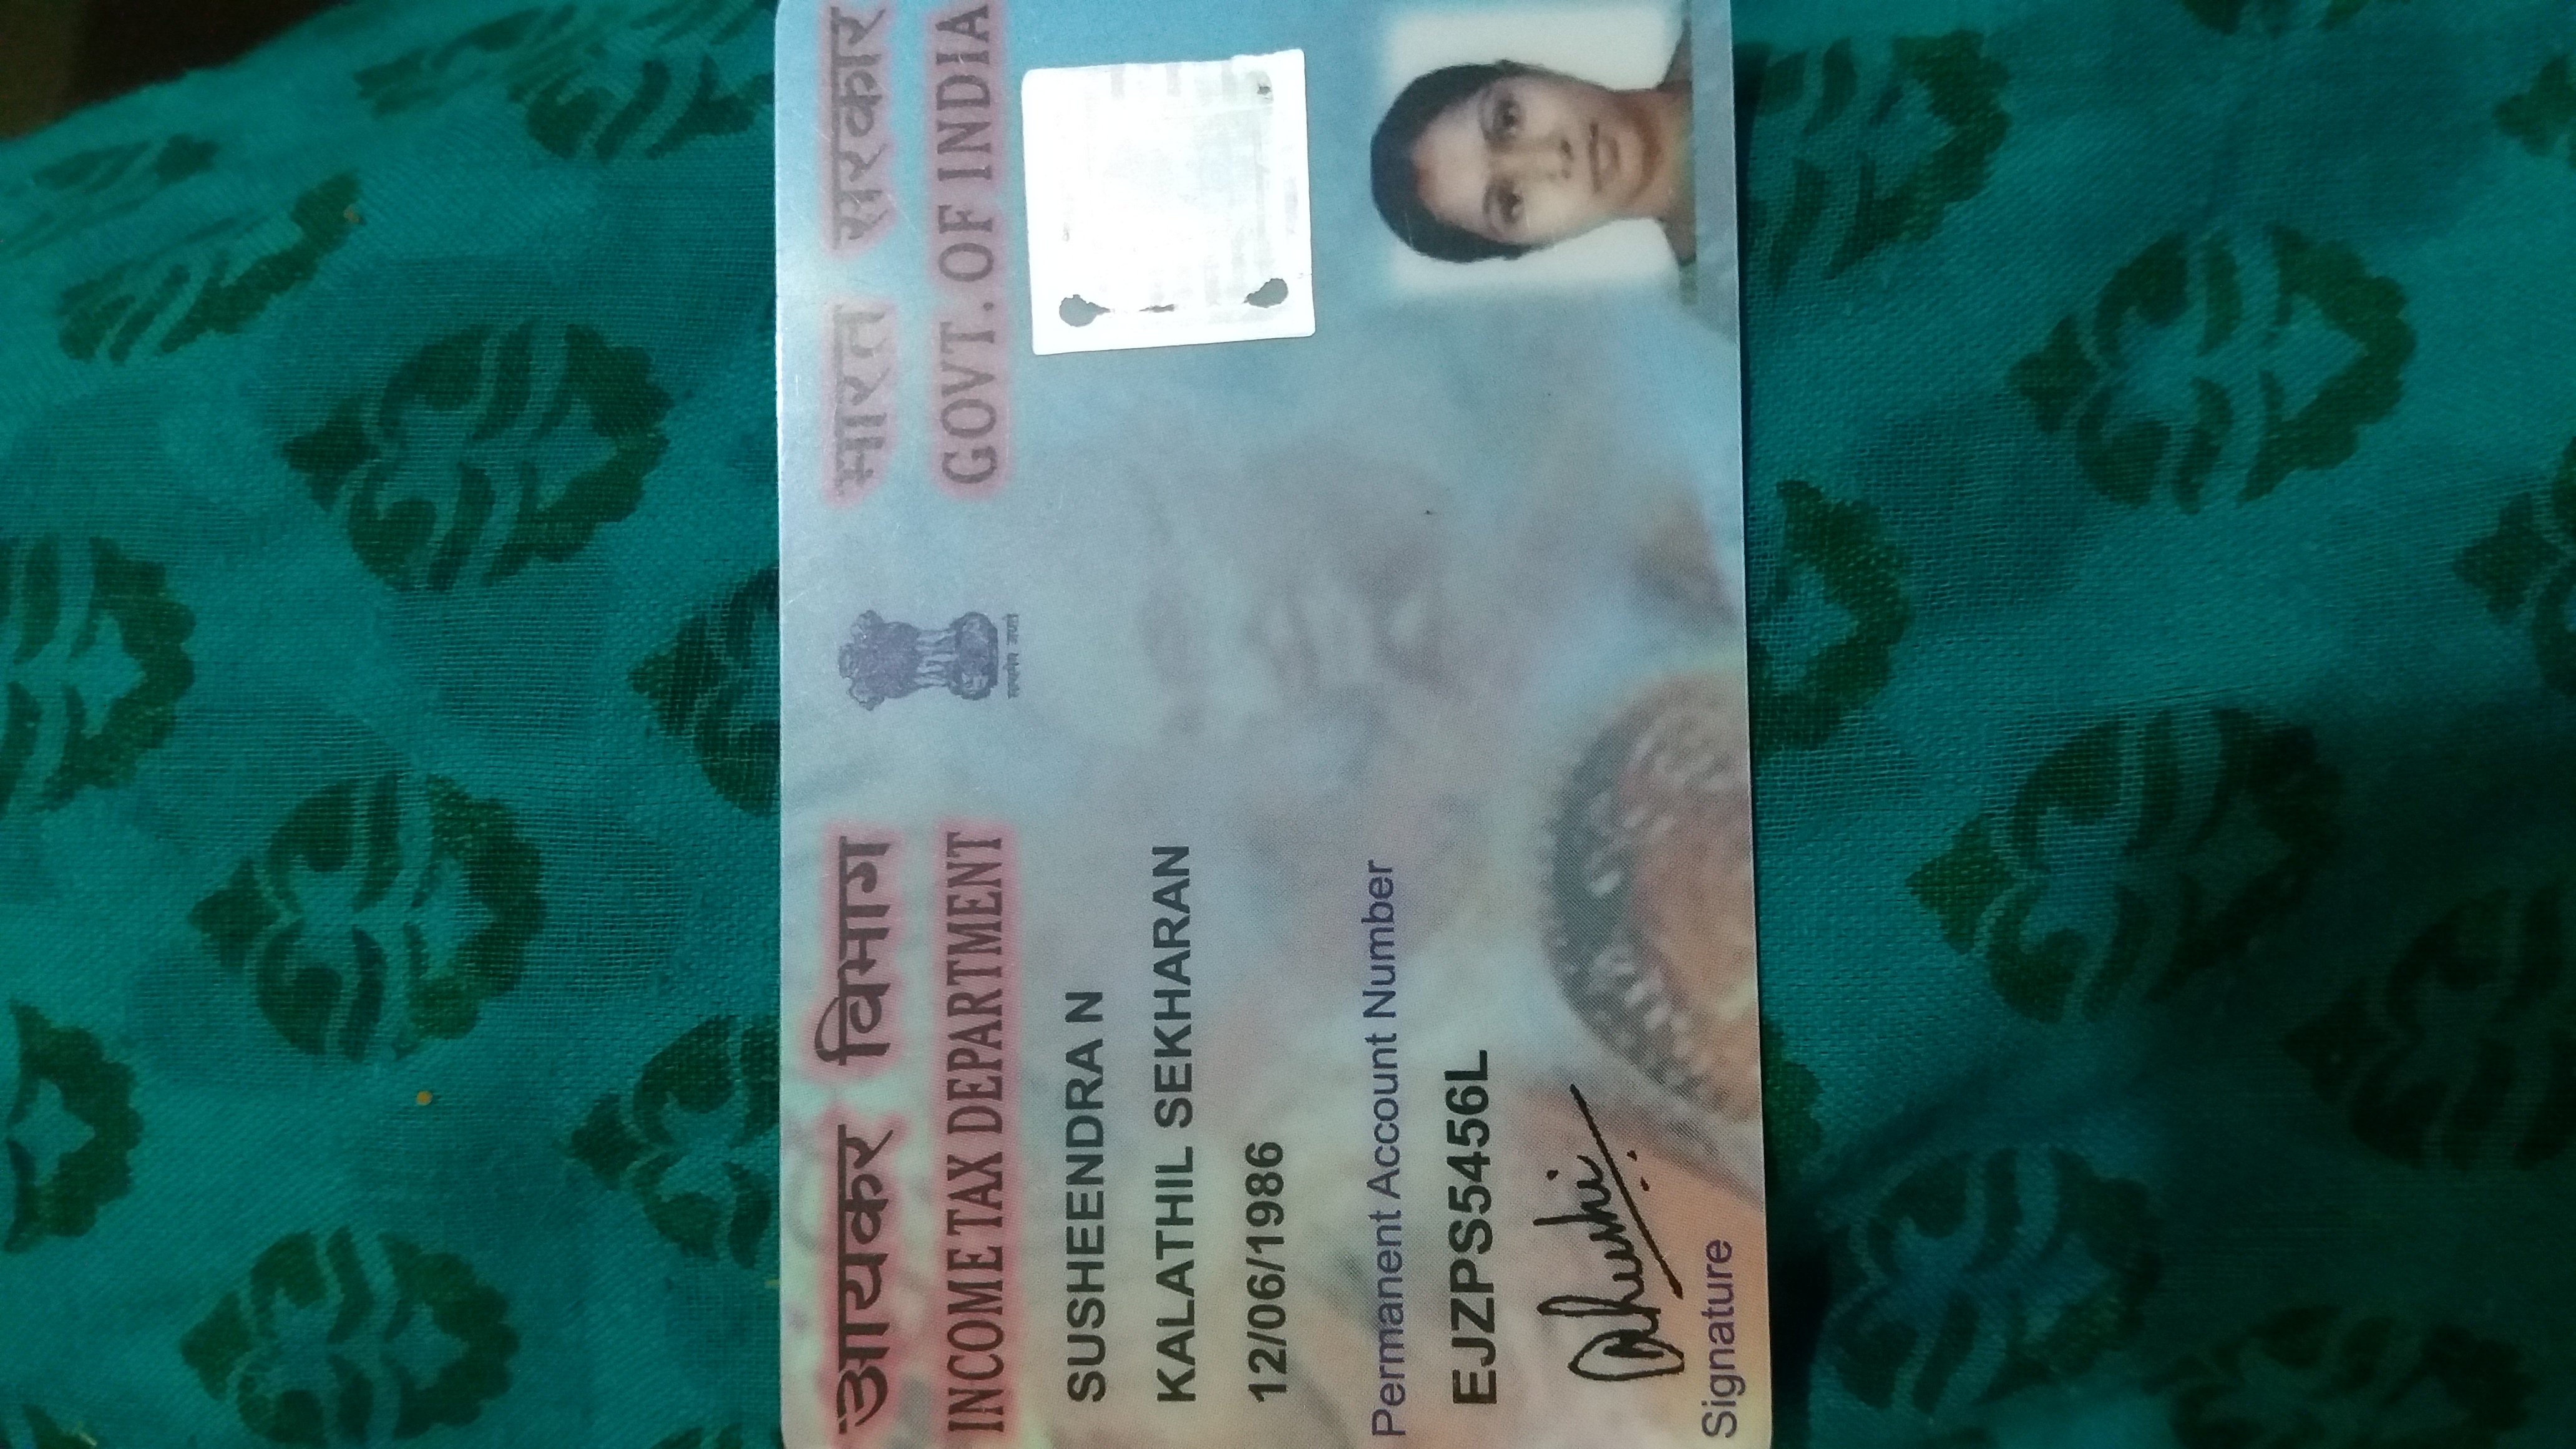 आयकर विभाग
INCOME TAX DEPARTMENT
सत्यमेव जयते
भारत सरकार
GOVT. OF INDIA
SUSHEENDRA N
KALATHIL SEKHARAN
12/06/1986
Permanent Account Number
EJZPS5456L
Signature